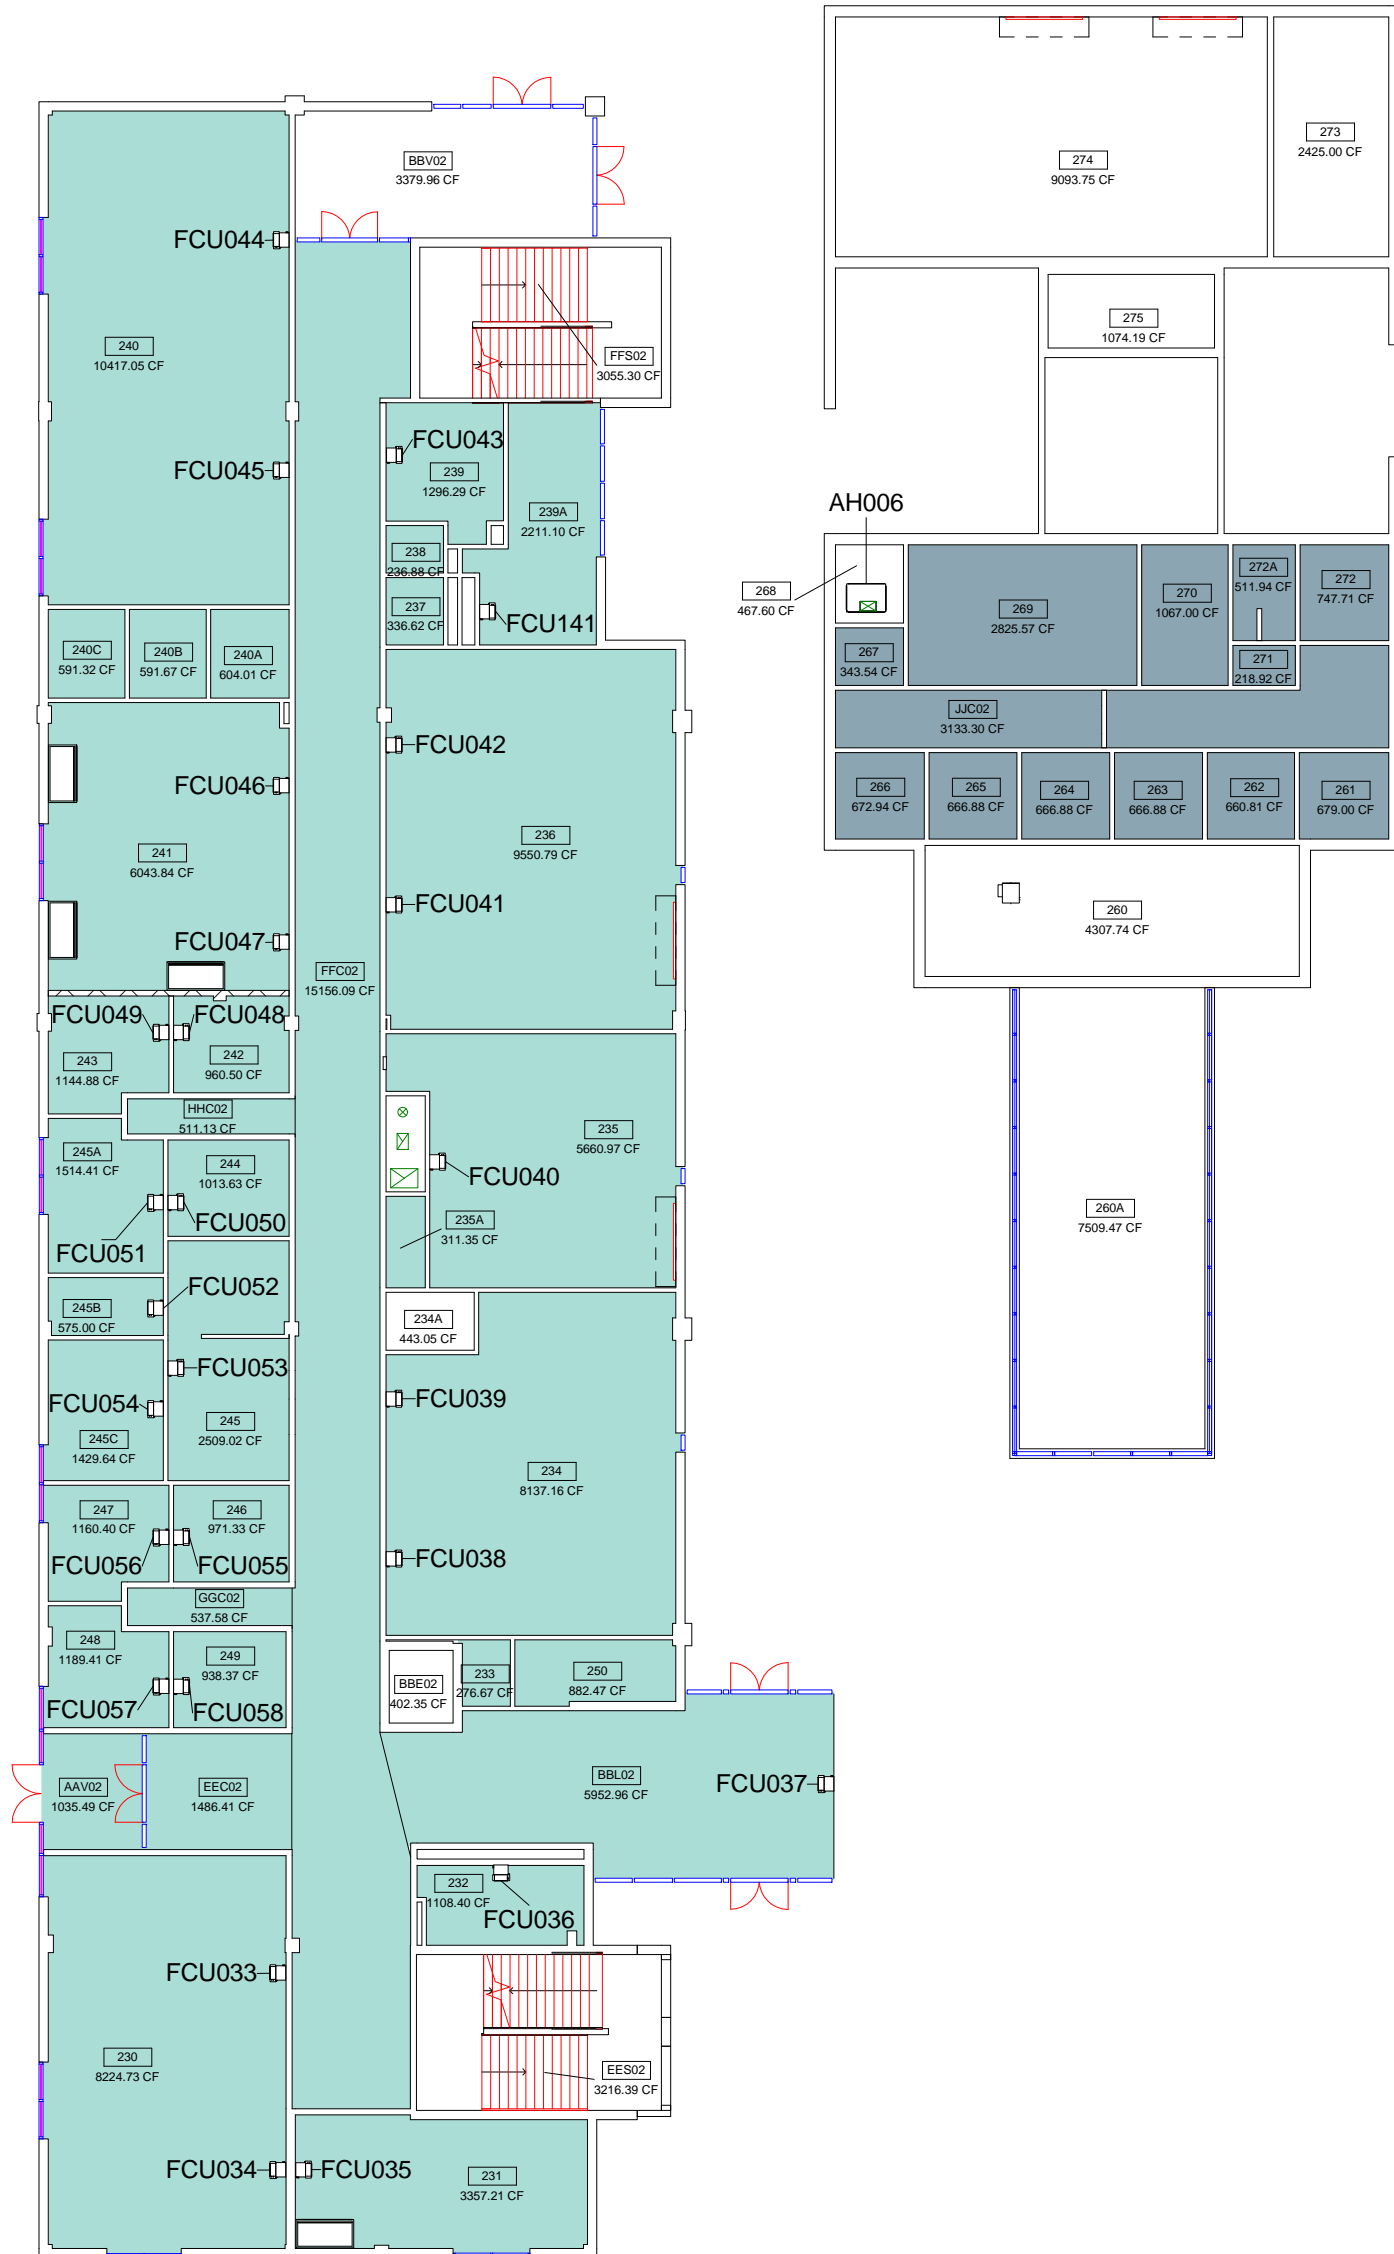 273
2425.00 CF
274
9093.75 CF
BBV02
3379.96 CF
FCU044
275
1074.19 CF
240
10417.05 CF
FFS02
3055.30 CF
FCU043
239
1296.29 CF
FCU045
239A
2211.10 CF
AH006
238
236.88 CF
237
336.62 CF
FCU141
268
467.60 CF
269
2825.57 CF
270
1067.00 CF
272A
511.94 CF
272
747.71 CF
240C
591.32 CF
240B
591.67 CF
240A
604.01 CF
267
343.54 CF
271
218.92 CF
JJC02
3133.30 CF
FCU042
FCU046
266
672.94 CF
265
666.88 CF
264
666.88 CF
263
666.88 CF
262
660.81 CF
261
679.00 CF
236
9550.79 CF
241
6043.84 CF
FCU041
260
4307.74 CF
FCU047
FFC02
15156.09 CF
FCU049
FCU048
243
1144.88 CF
242
960.50 CF
HHC02
511.13 CF
245A
1514.41 CF
244
1013.63 CF
235
5660.97 CF
FCU040
FCU050
235A
311.35 CF
260A
7509.47 CF
FCU051
FCU052
245B
575.00 CF
234A
443.05 CF
FCU053
FCU054
FCU039
245C
1429.64 CF
245
2509.02 CF
234
8137.16 CF
247
1160.40 CF
246
971.33 CF
FCU056
FCU055
FCU038
GGC02
537.58 CF
248
1189.41 CF
249
938.37 CF
BBE02
402.35 CF
233
276.67 CF
250
882.47 CF
FCU057
FCU058
AAV02
1035.49 CF
EEC02
1486.41 CF
BBL02
5952.96 CF
FCU037
232
1108.40 CF
FCU036
FCU033
230
8224.73 CF
EES02
3216.39 CF
FCU034
FCU035
231
3357.21 CF